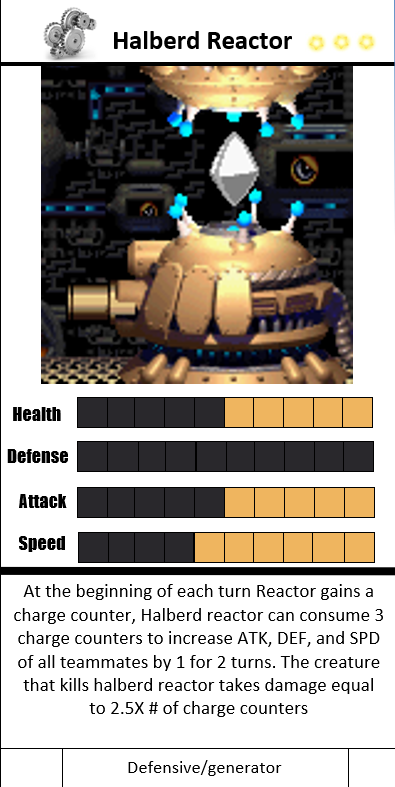 Halberd Reactor
Health
Defense
Attack
Speed
At the beginning of each turn Reactor gains a
charge counter, Halberd reactor can consume 3
charge counters to increase ATK, DEF, and SPD
of all teammates by 1 for 2 turns. The creature
that kills halberd reactor takes damage equal
to 2.5X # of charge counters
Defensive/generator